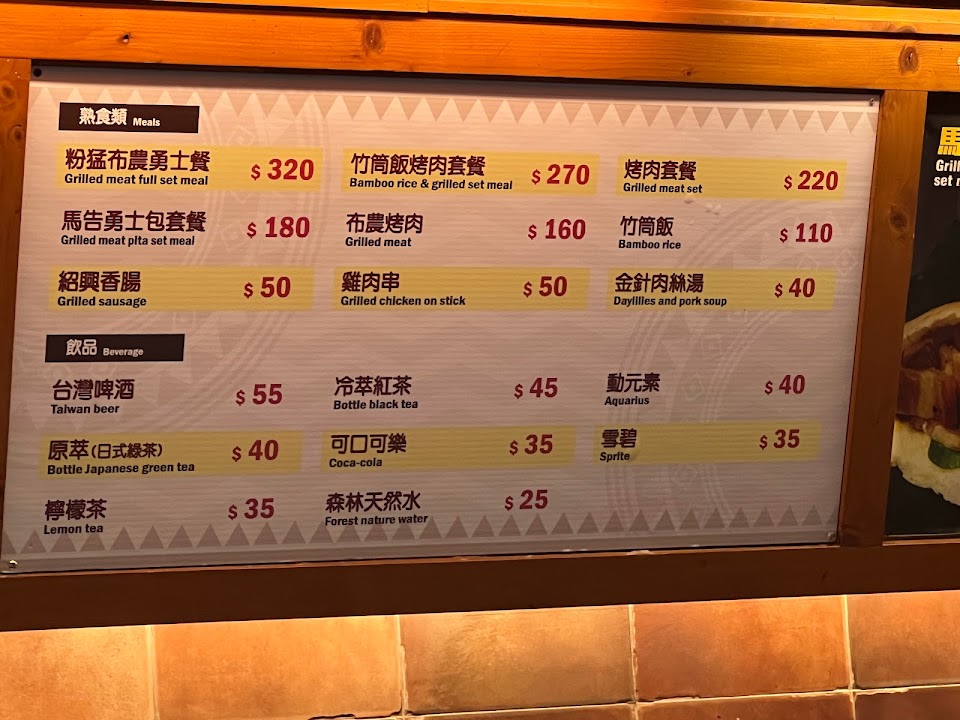 熟食類 Meals
粉猛布農勇士餐 $ 320
Grilled meat full set meal
竹筒飯烤肉套餐 $ 270
Bamboo rice & grilled set meal
烤肉套餐 $ 220
Grilled meat set
馬告勇士包套餐 $ 180
Grilled meat pita set meal
布農烤肉 $ 160
Grilled meat
竹筒飯 $ 110
Bamboo rice
紹興香腸 $ 50
Grilled sausage
雞肉串 $ 50
Grilled chicken on stick
金針肉絲湯 $ 40
Daylilies and pork soup
飲品 Beverage
台灣啤酒 $ 55
Taiwan beer
冷萃紅茶 $ 45
Bottle black tea
動元素 $ 40
Aquarius
原萃(日式綠茶) $ 40
Bottle Japanese green tea
可口可樂 $ 35
Coca-cola
雪碧 $ 35
Sprite
檸檬茶 $ 35
Lemon tea
森林天然水 $ 25
Forest nature water
馬
Gril
set